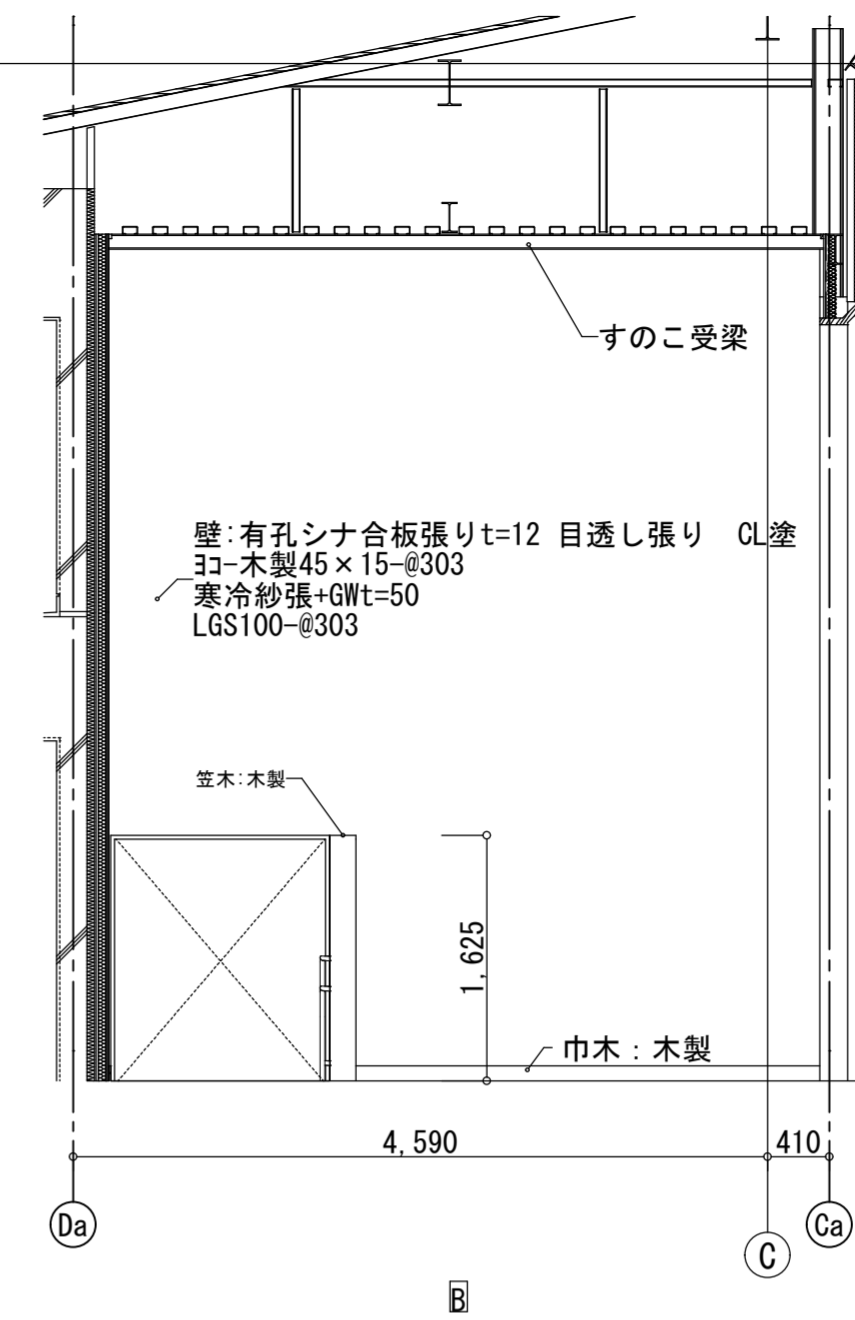 すのこ受梁
壁:有孔シナ合板張りt=12 目透し張り CL塗
ﾖｺ-木製45×15-@303
寒冷紗張+GWt=50
LGS100-@303
笠木:木製
1,625
巾木：木製
4,590
410
Da
C
Ca
B